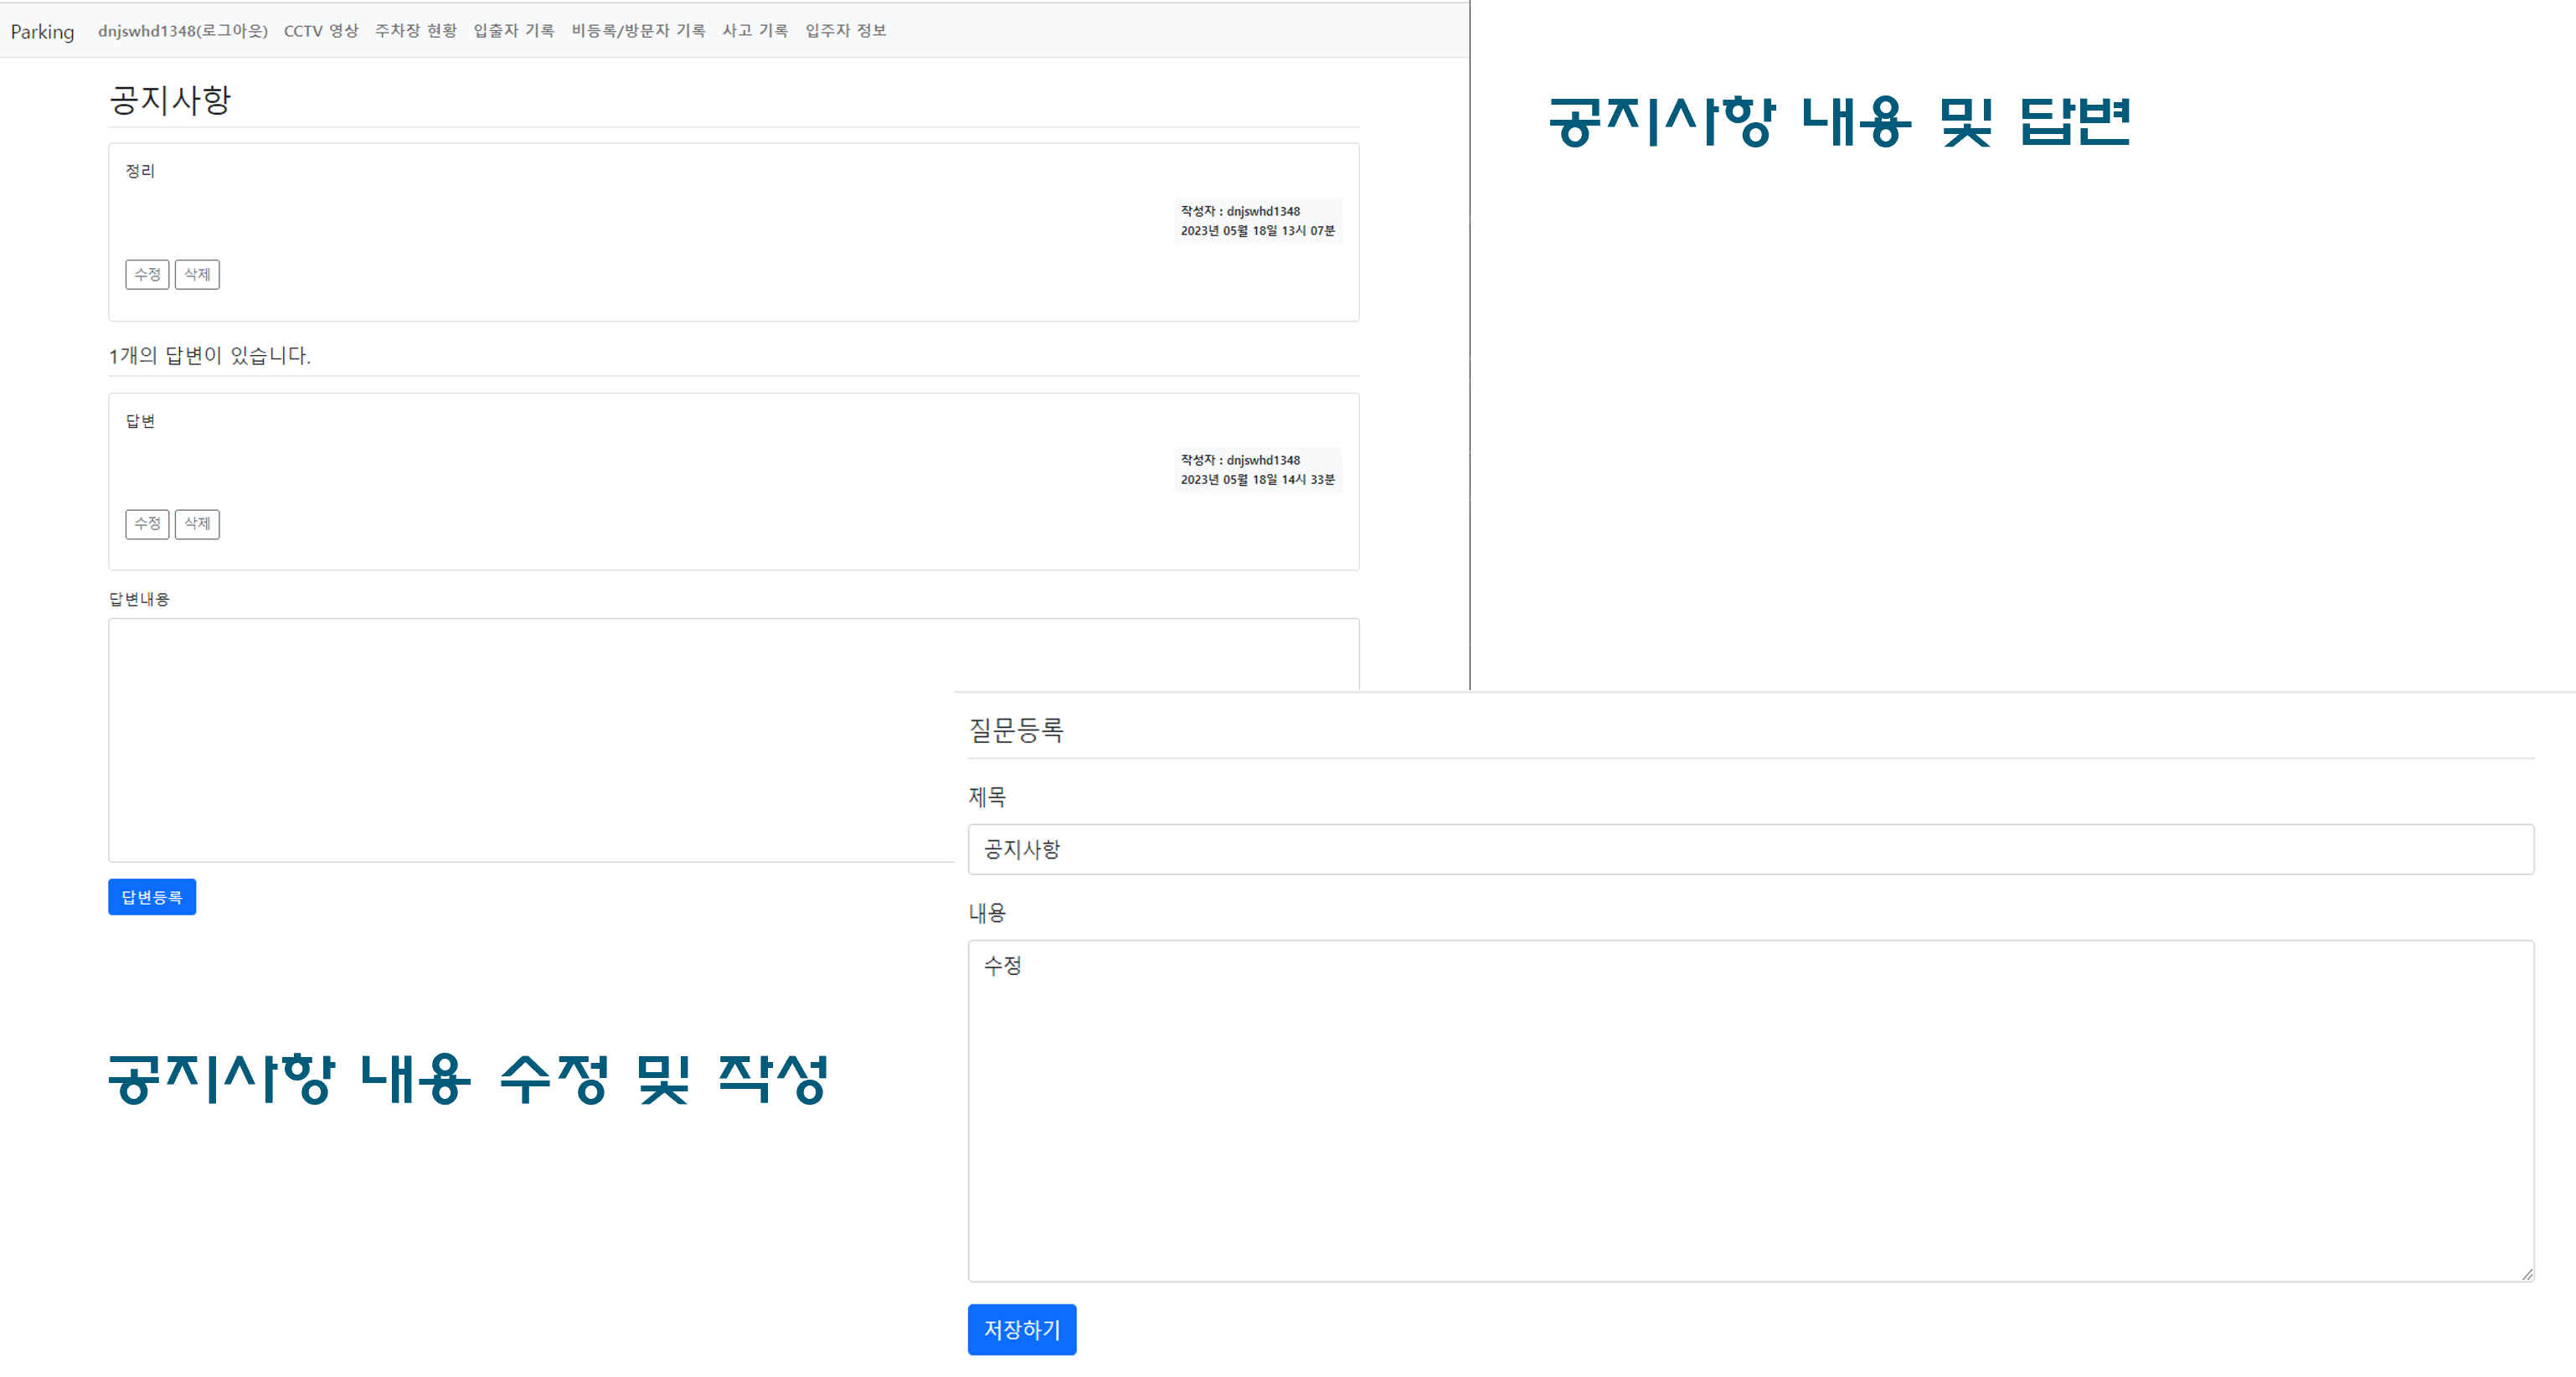 Parking dnjswhd1348(로그아웃) CCTV 영상 주차장 현황 입출자 기록 비등록/방문자 기록 사고 기록 입주자 정보
공지사항
정리
작성자 : dnjswhd1348
2023년 05월 18일 13시 07분
수정 삭제
1개의 답변이 있습니다.
답변
작성자 : dnjswhd1348
2023년 05월 18일 14시 33분
수정 삭제
답변내용
답변등록
공지사항 내용 및 답변
질문등록
제목
공지사항
내용
수정
저장하기
공지사항 내용 수정 및 작성